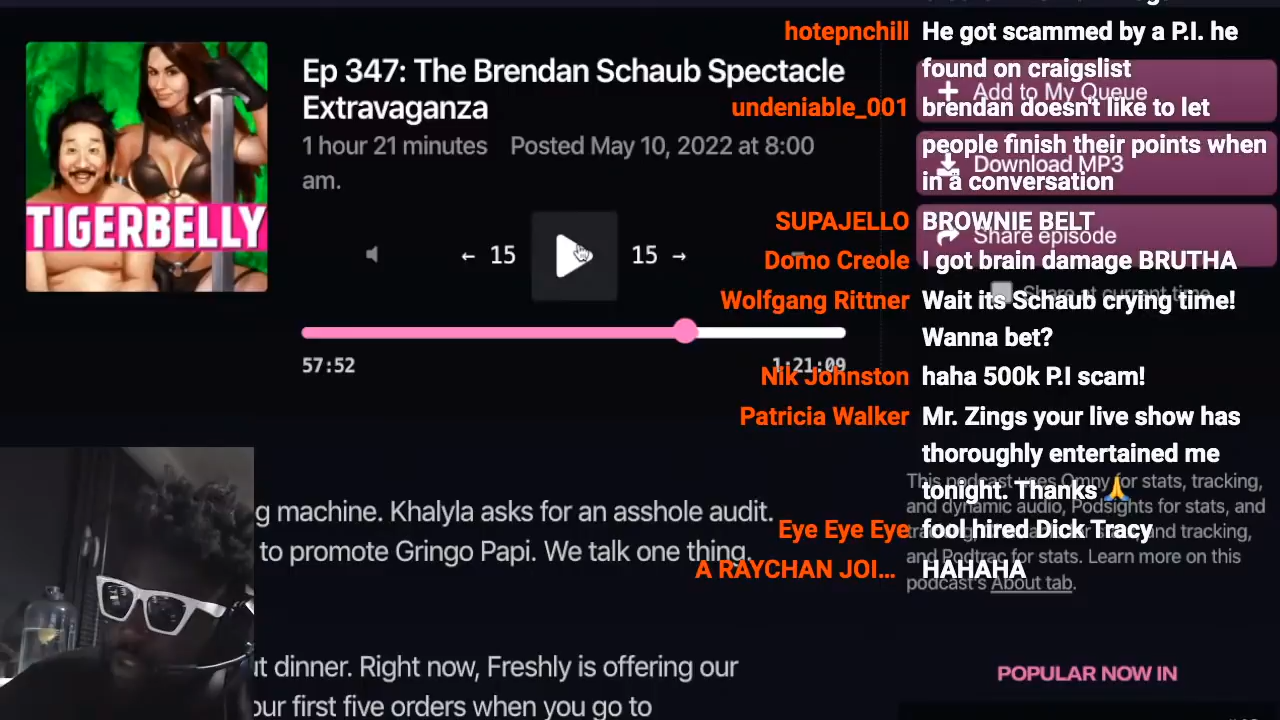 TIGERBELLY
Ep 347: The Brendan Schaub Spectacle
Extravaganza
1 hour 21 minutes Posted May 10, 2022 at 8:00
am.
← 15
15 →
57:52
1:21:09
g machine. Khalyla asks for an asshole audit.
to promote Gringo Papi. We talk one thing.
ut dinner. Right now, Freshly is offering our
our first five orders when you go to
hotepnchill He got scammed by a P.I. he
found on craigslist
undeniable_001 brendan doesn't like to let
people finish their points when
in a conversation
SUPAJELLO BROWNIE BELT
Domo Creole I got brain damage BRUTHA
Wolfgang Rittner Wait its Schaub crying time!
Wanna bet?
Nik Johnston haha 500k P.I scam!
Patricia Walker Mr. Zings your live show has
thoroughly entertained me
tonight. Thanks 🙏
Eye Eye Eye fool hired Dick Tracy
A RAYCHAN JOI... HAHAHA
+ Add to My Queue
Download MP3
Share episode
Share at current time
This podcast uses Omny for stats, tracking,
and dynamic audio, Podsights for stats, and
and tracking,
and Podtrac for stats. Learn more on this
podcast's About tab.
POPULAR NOW IN